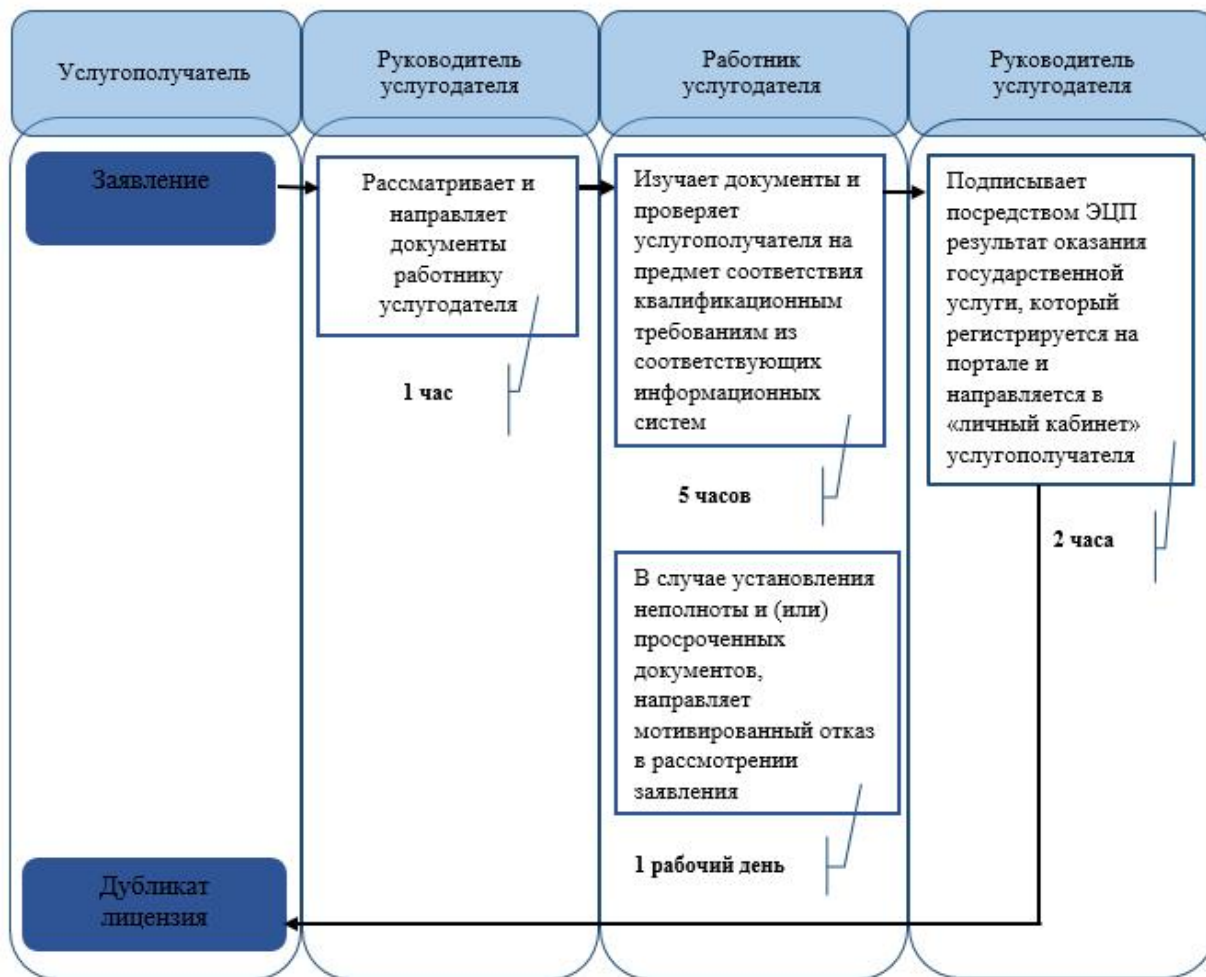 Услугополучатель
Руководитель
услугодателя
Работник
услугодателя
Руководитель
услугодателя
Заявление
Рассматривает и
направляет
документы
работнику
услугодателя
1 час
Изучает документы и
проверяет
услугополучателя на
предмет соответствия
квалификационным
требованиям из
соответствующих
информационных
систем
5 часов
Подписывает
посредством ЭЦП
результат оказания
государственной
услуги, который
регистрируется на
портале и
направляется в
«личный кабинет»
услугополучателя
2 часа
В случае установления
неполноты и (или)
просроченных
документов,
направляет
мотивированный отказ
в рассмотрении
заявления
1 рабочий день
Дубликат
лицензия